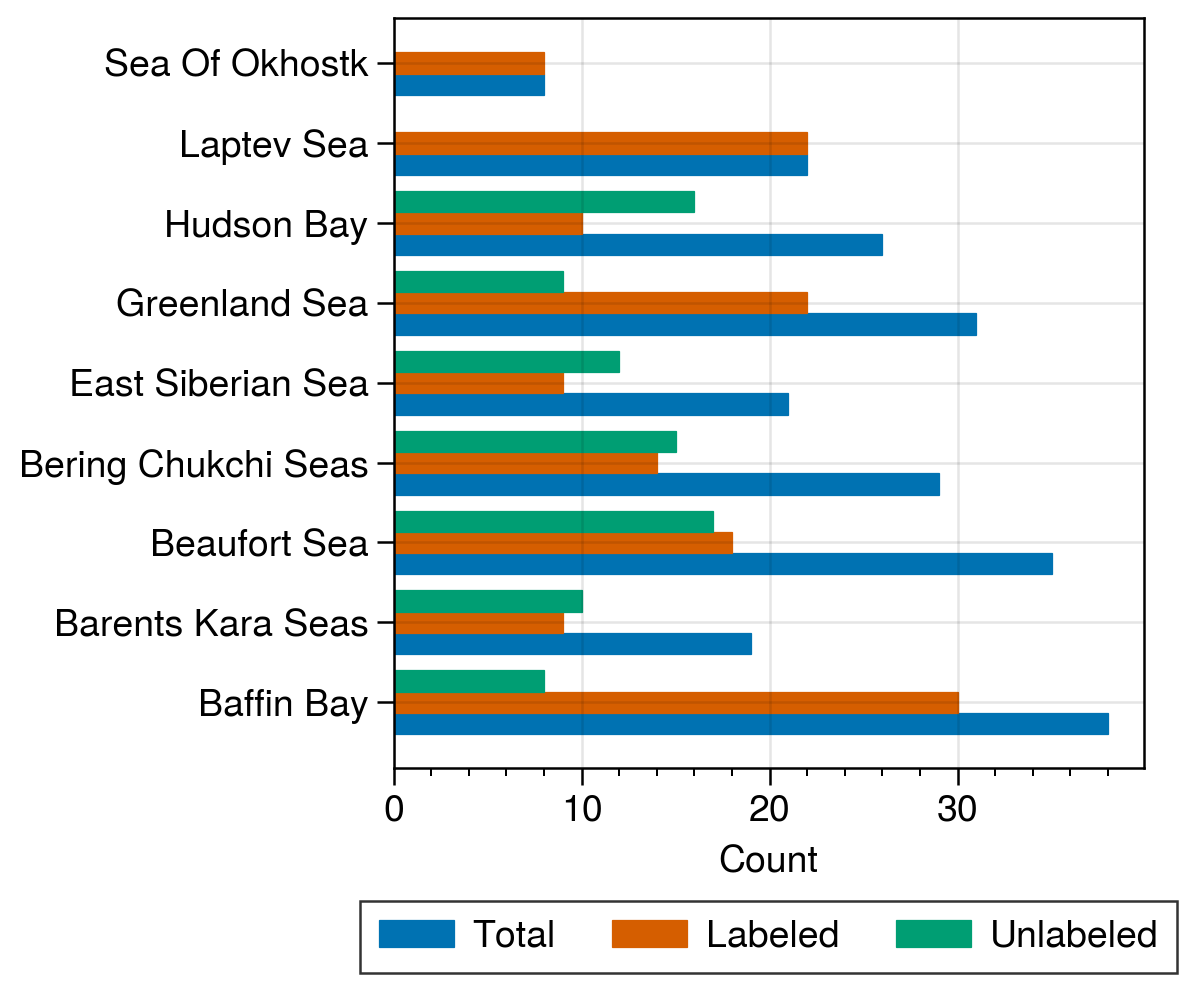 Sea Of Okhostk
Laptev Sea
Hudson Bay
Greenland Sea
East Siberian Sea
Bering Chukchi Seas
Beaufort Sea
Barents Kara Seas
Baffin Bay
0 10 20 30
Count
Total Labeled Unlabeled